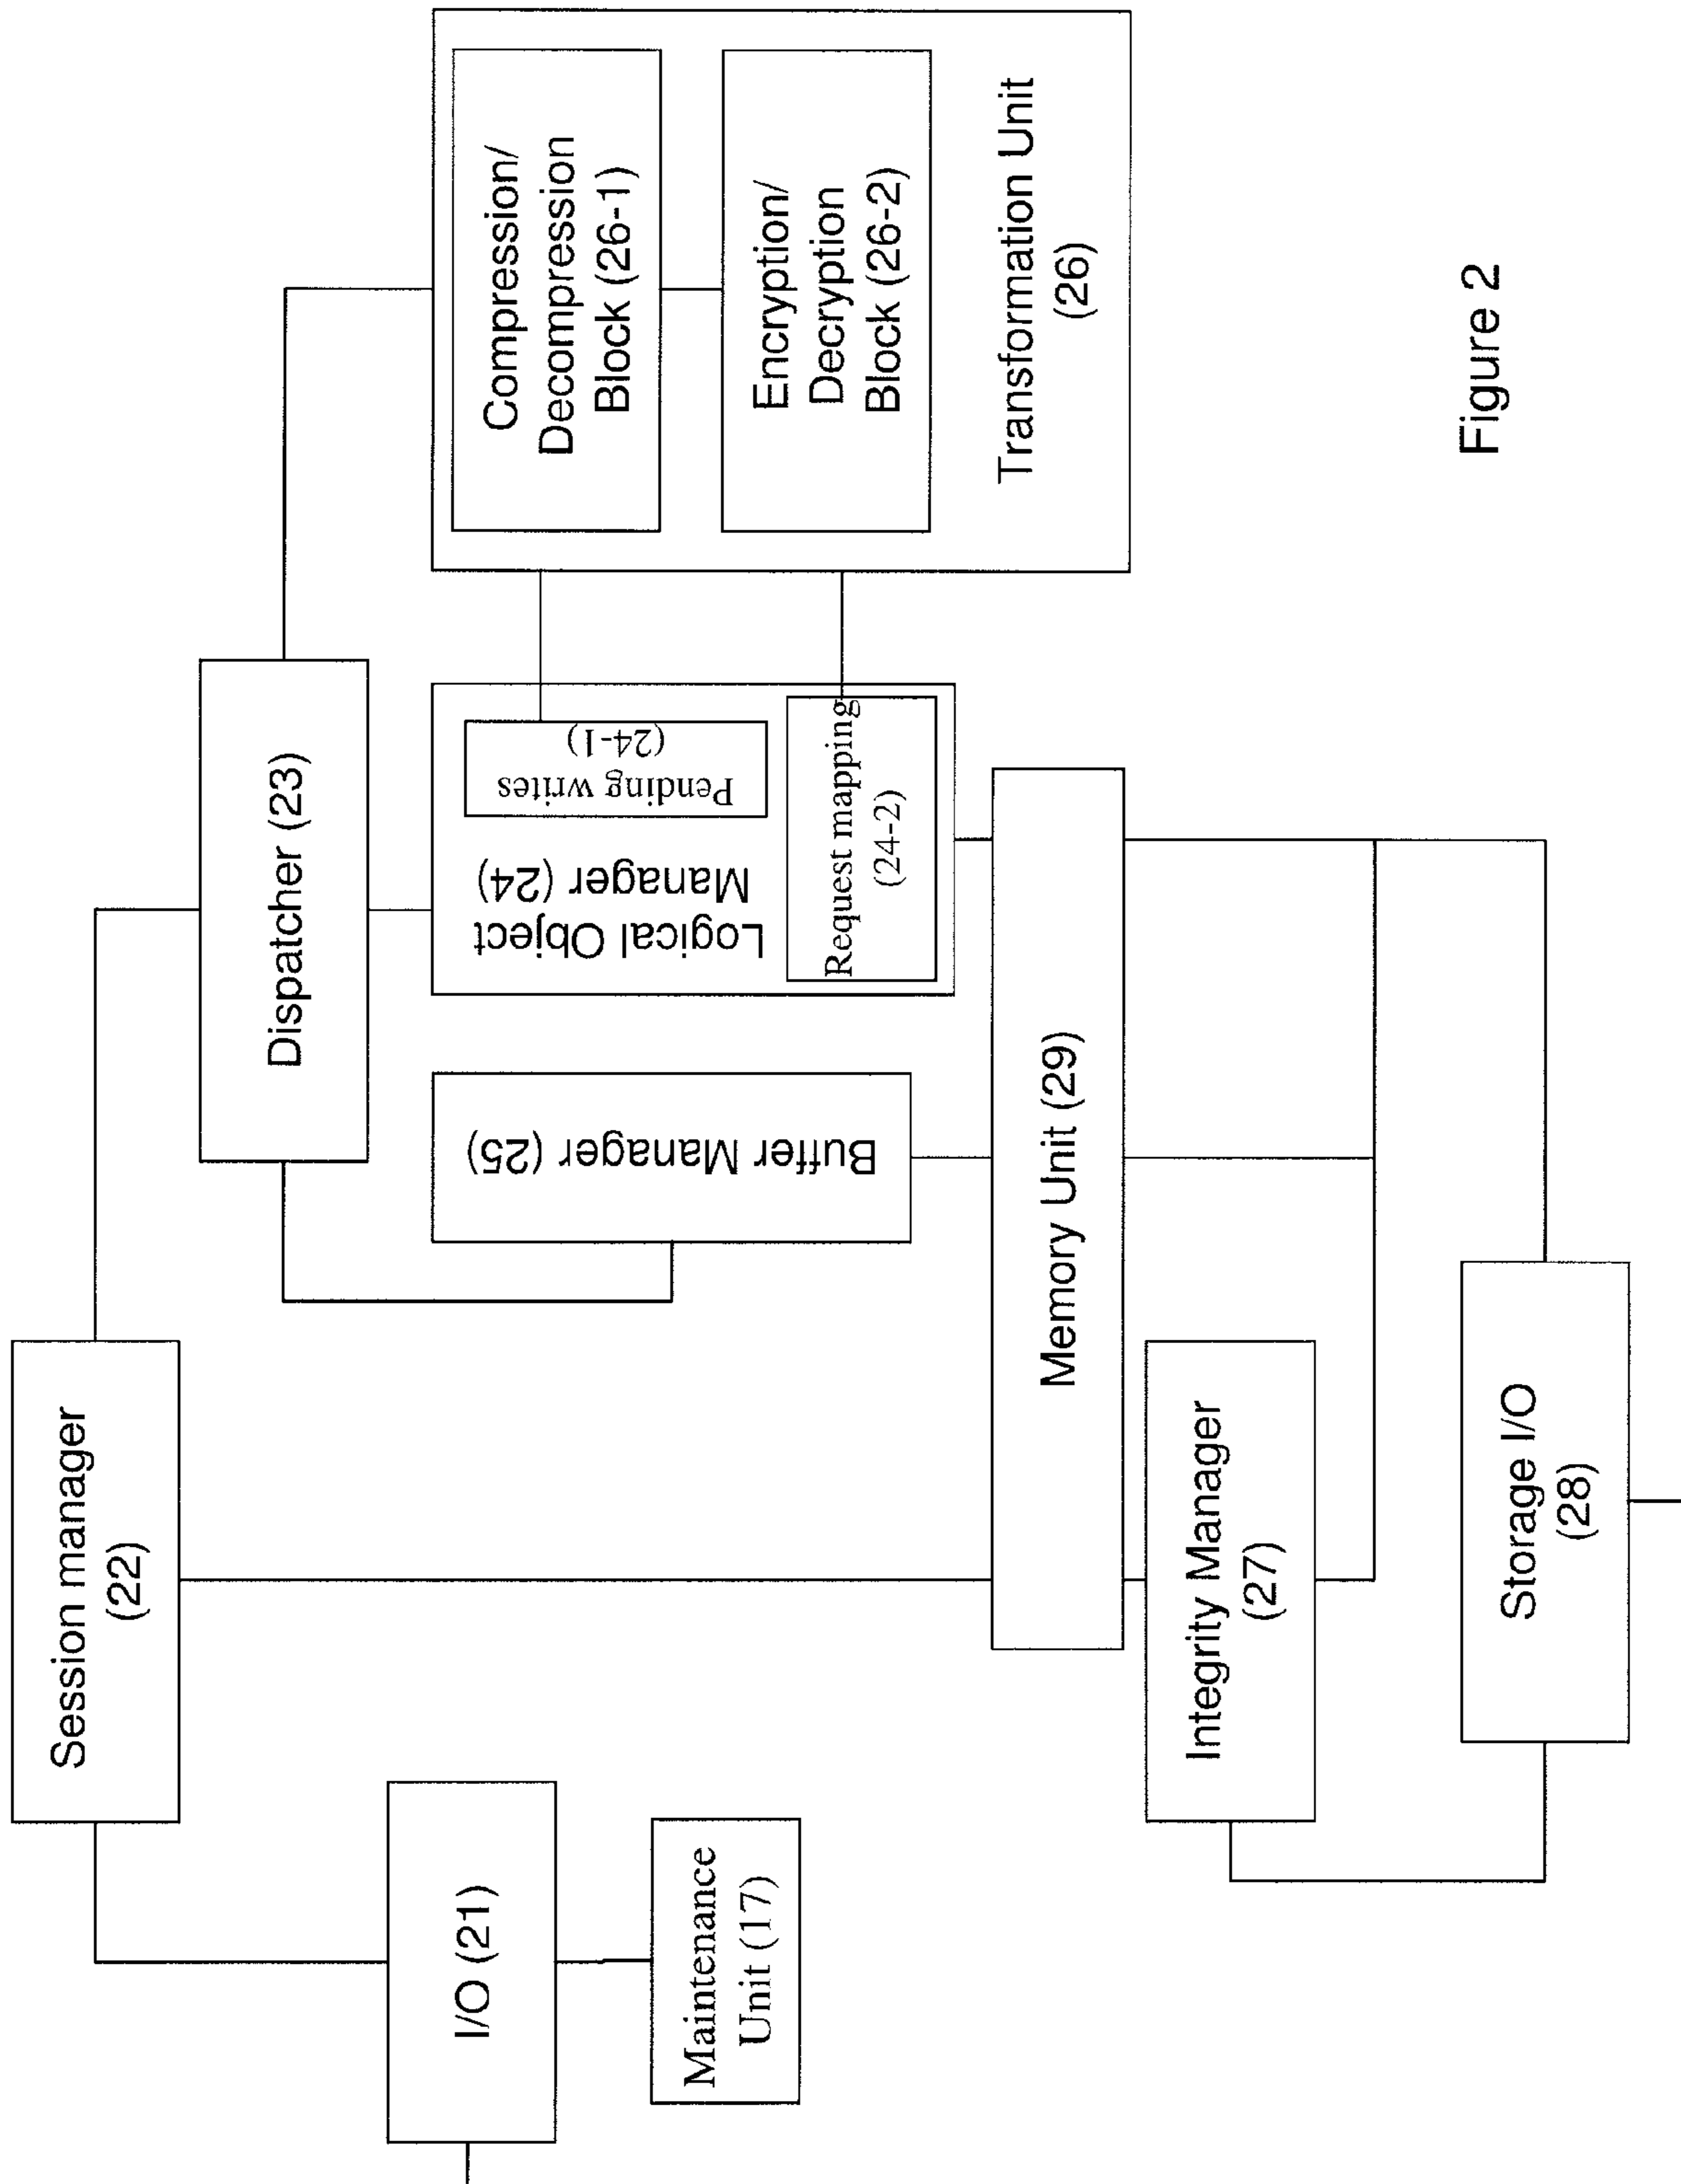 Session manager
(22)
Dispatcher (23)
I/O (21)
Maintenance
Unit (17)
Buffer Manager (25)
Logical Object
Manager (24)
Pending writes
(24-1)
Request mapping
(24-2)
Compression/
Decompression
Block (26-1)
Encryption/
Decryption
Block (26-2)
Transformation Unit
(26)
Memory Unit (29)
Integrity Manager
(27)
Storage I/O
(28)
Figure 2